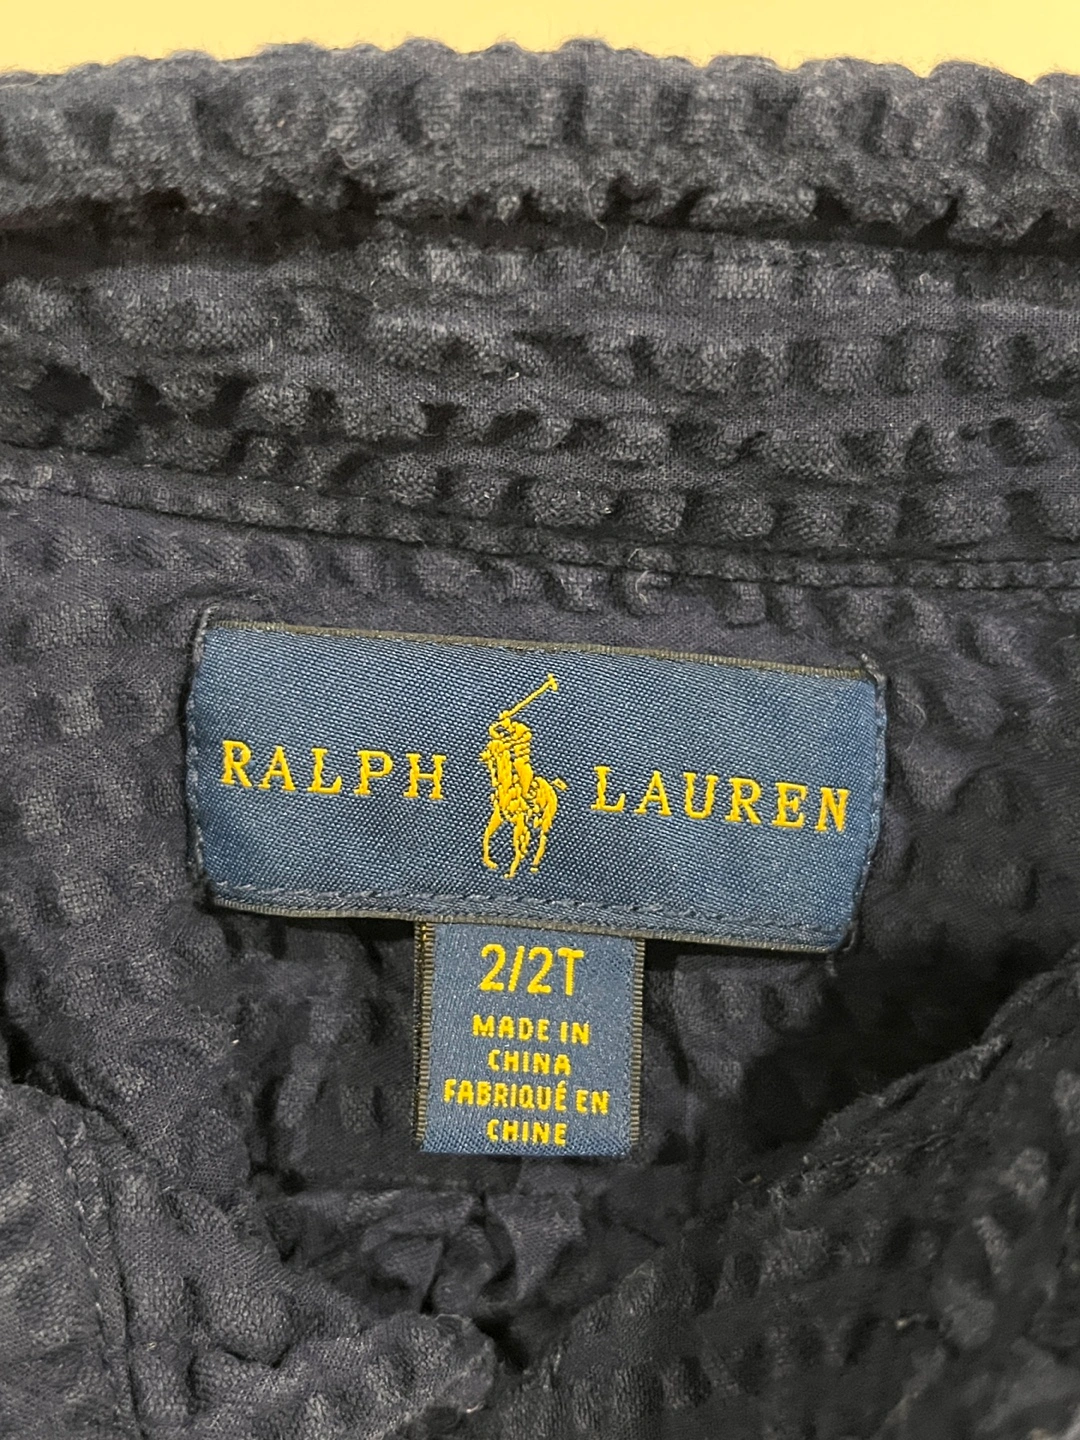 RALPH LAUREN
2/2T
MADE IN
CHINA
FABRIQUÉ EN
CHINE